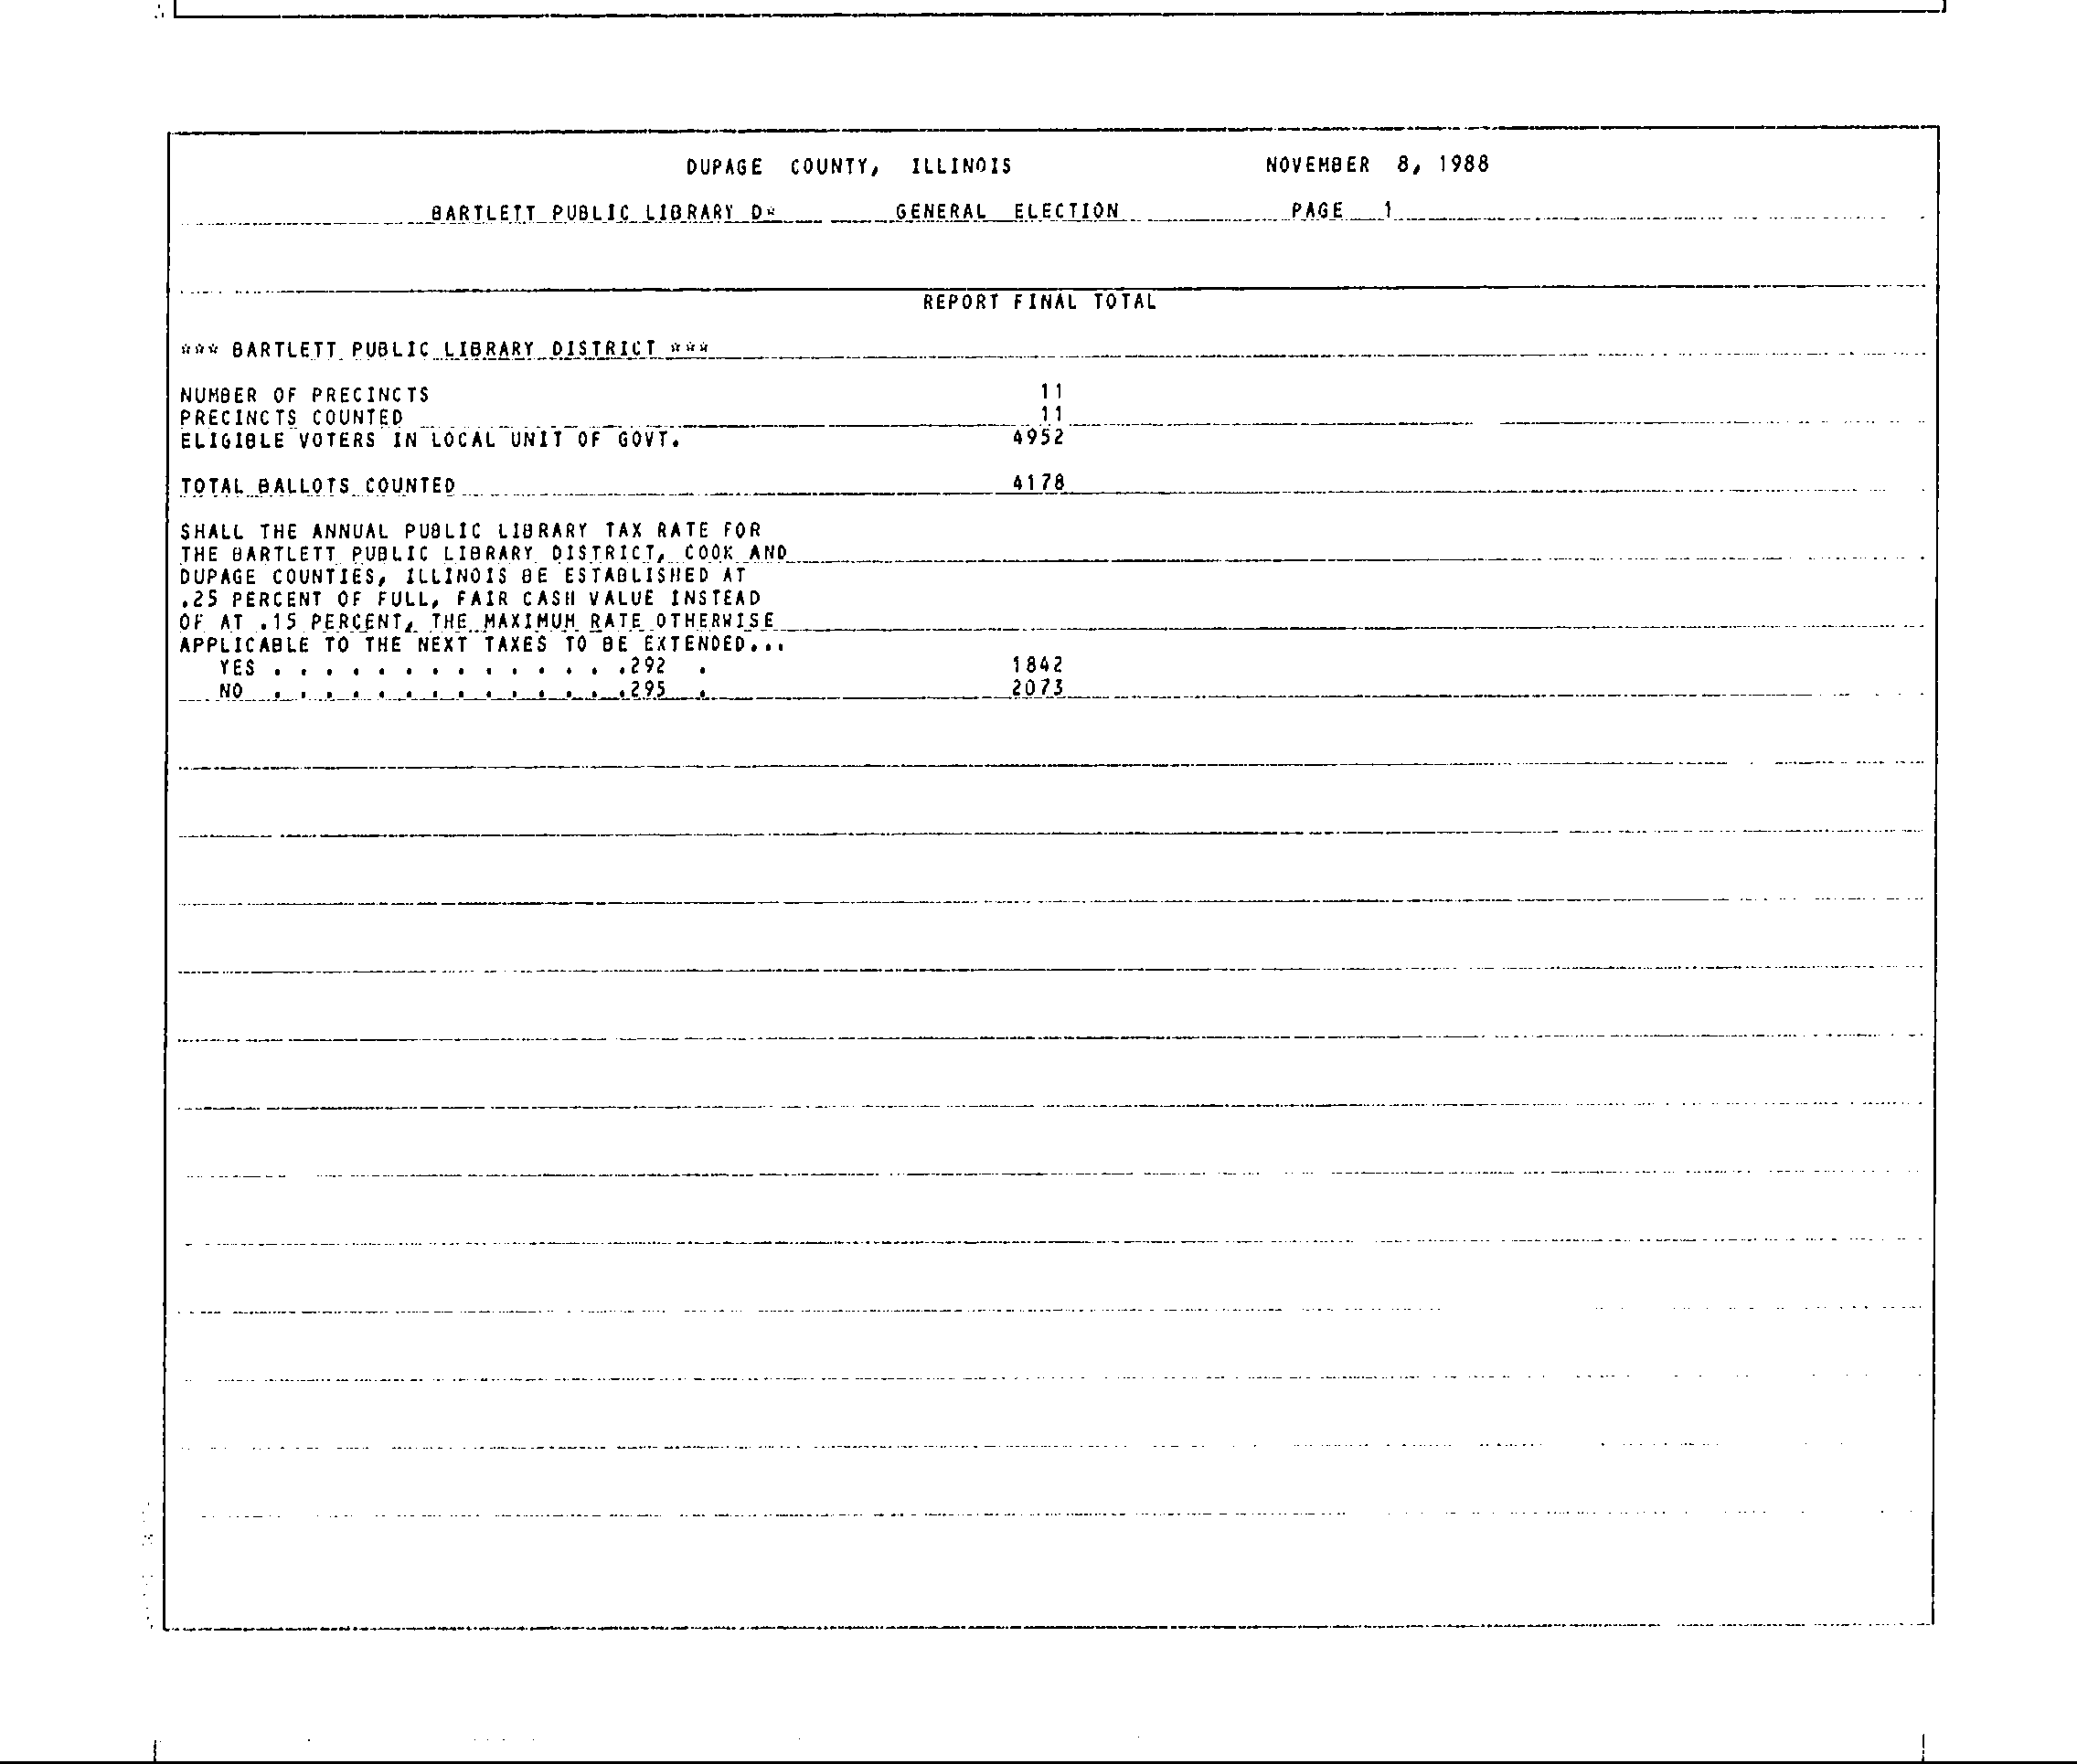 DUPAGE COUNTY, ILLINOIS NOVEMBER 8, 1988
BARTLETT PUBLIC LIBRARY D* GENERAL ELECTION PAGE 1
REPORT FINAL TOTAL
*** BARTLETT PUBLIC LIBRARY DISTRICT ***
NUMBER OF PRECINCTS 11
PRECINCTS COUNTED 11
ELIGIBLE VOTERS IN LOCAL UNIT OF GOVT. 4952
TOTAL BALLOTS COUNTED 4178
SHALL THE ANNUAL PUBLIC LIBRARY TAX RATE FOR
THE BARTLETT PUBLIC LIBRARY DISTRICT, COOK AND
DUPAGE COUNTIES, ILLINOIS BE ESTABLISHED AT
.25 PERCENT OF FULL, FAIR CASH VALUE INSTEAD
OF AT .15 PERCENT, THE MAXIMUM RATE OTHERWISE
APPLICABLE TO THE NEXT TAXES TO BE EXTENDED...
YES . . . . . . . . . . . . . .292 . 1842
NO . . . . . . . . . . . . . .295 . 2073